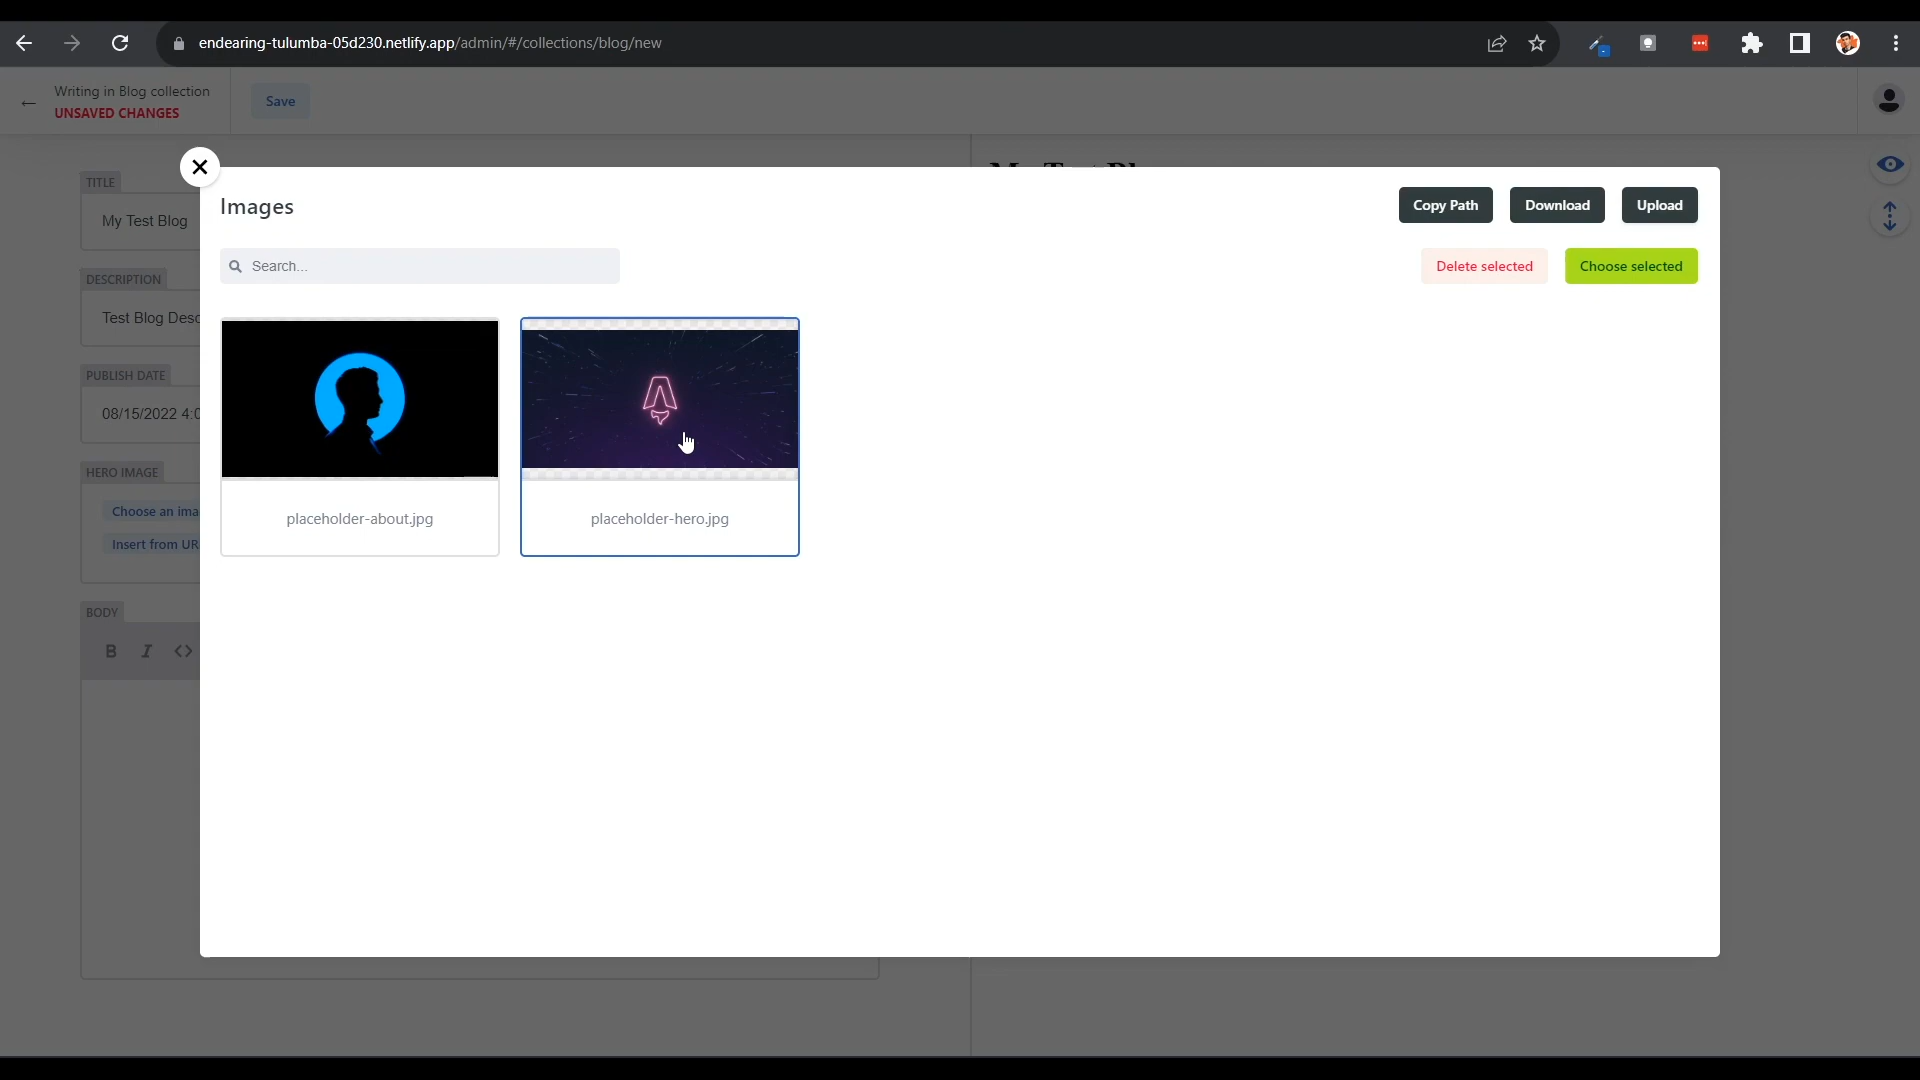 endearing-tulumba-05d230.netlify.app/admin/#/collections/blog/new
Writing in Blog collection
UNSAVED CHANGES
Save
Images
Copy Path
Download
Upload
Search...
Delete selected
Choose selected
placeholder-about.jpg
placeholder-hero.jpg
TITLE
My Test Blog
DESCRIPTION
Test Blog Desc
PUBLISH DATE
08/15/2022 4:0
HERO IMAGE
Choose an ima
Insert from UR
BODY
B I <>